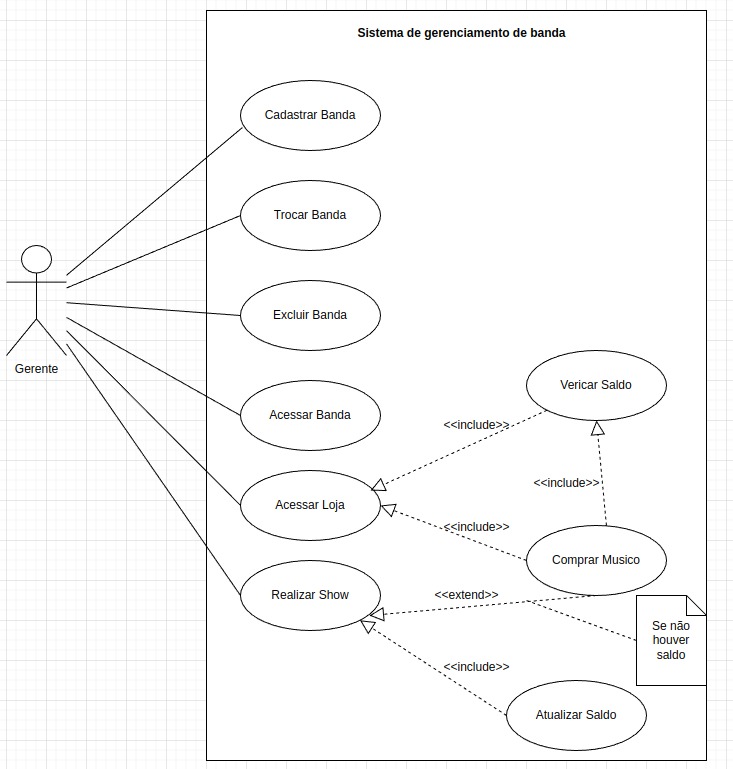 Sistema de gerenciamento de banda
Cadastrar Banda
Trocar Banda
Excluir Banda
Gerente
Acessar Banda
Vericar Saldo
<<include>>
<<include>>
Acessar Loja
<<include>>
Comprar Musico
Realizar Show
<<extend>>
Se não
houver
saldo
<<include>>
Atualizar Saldo